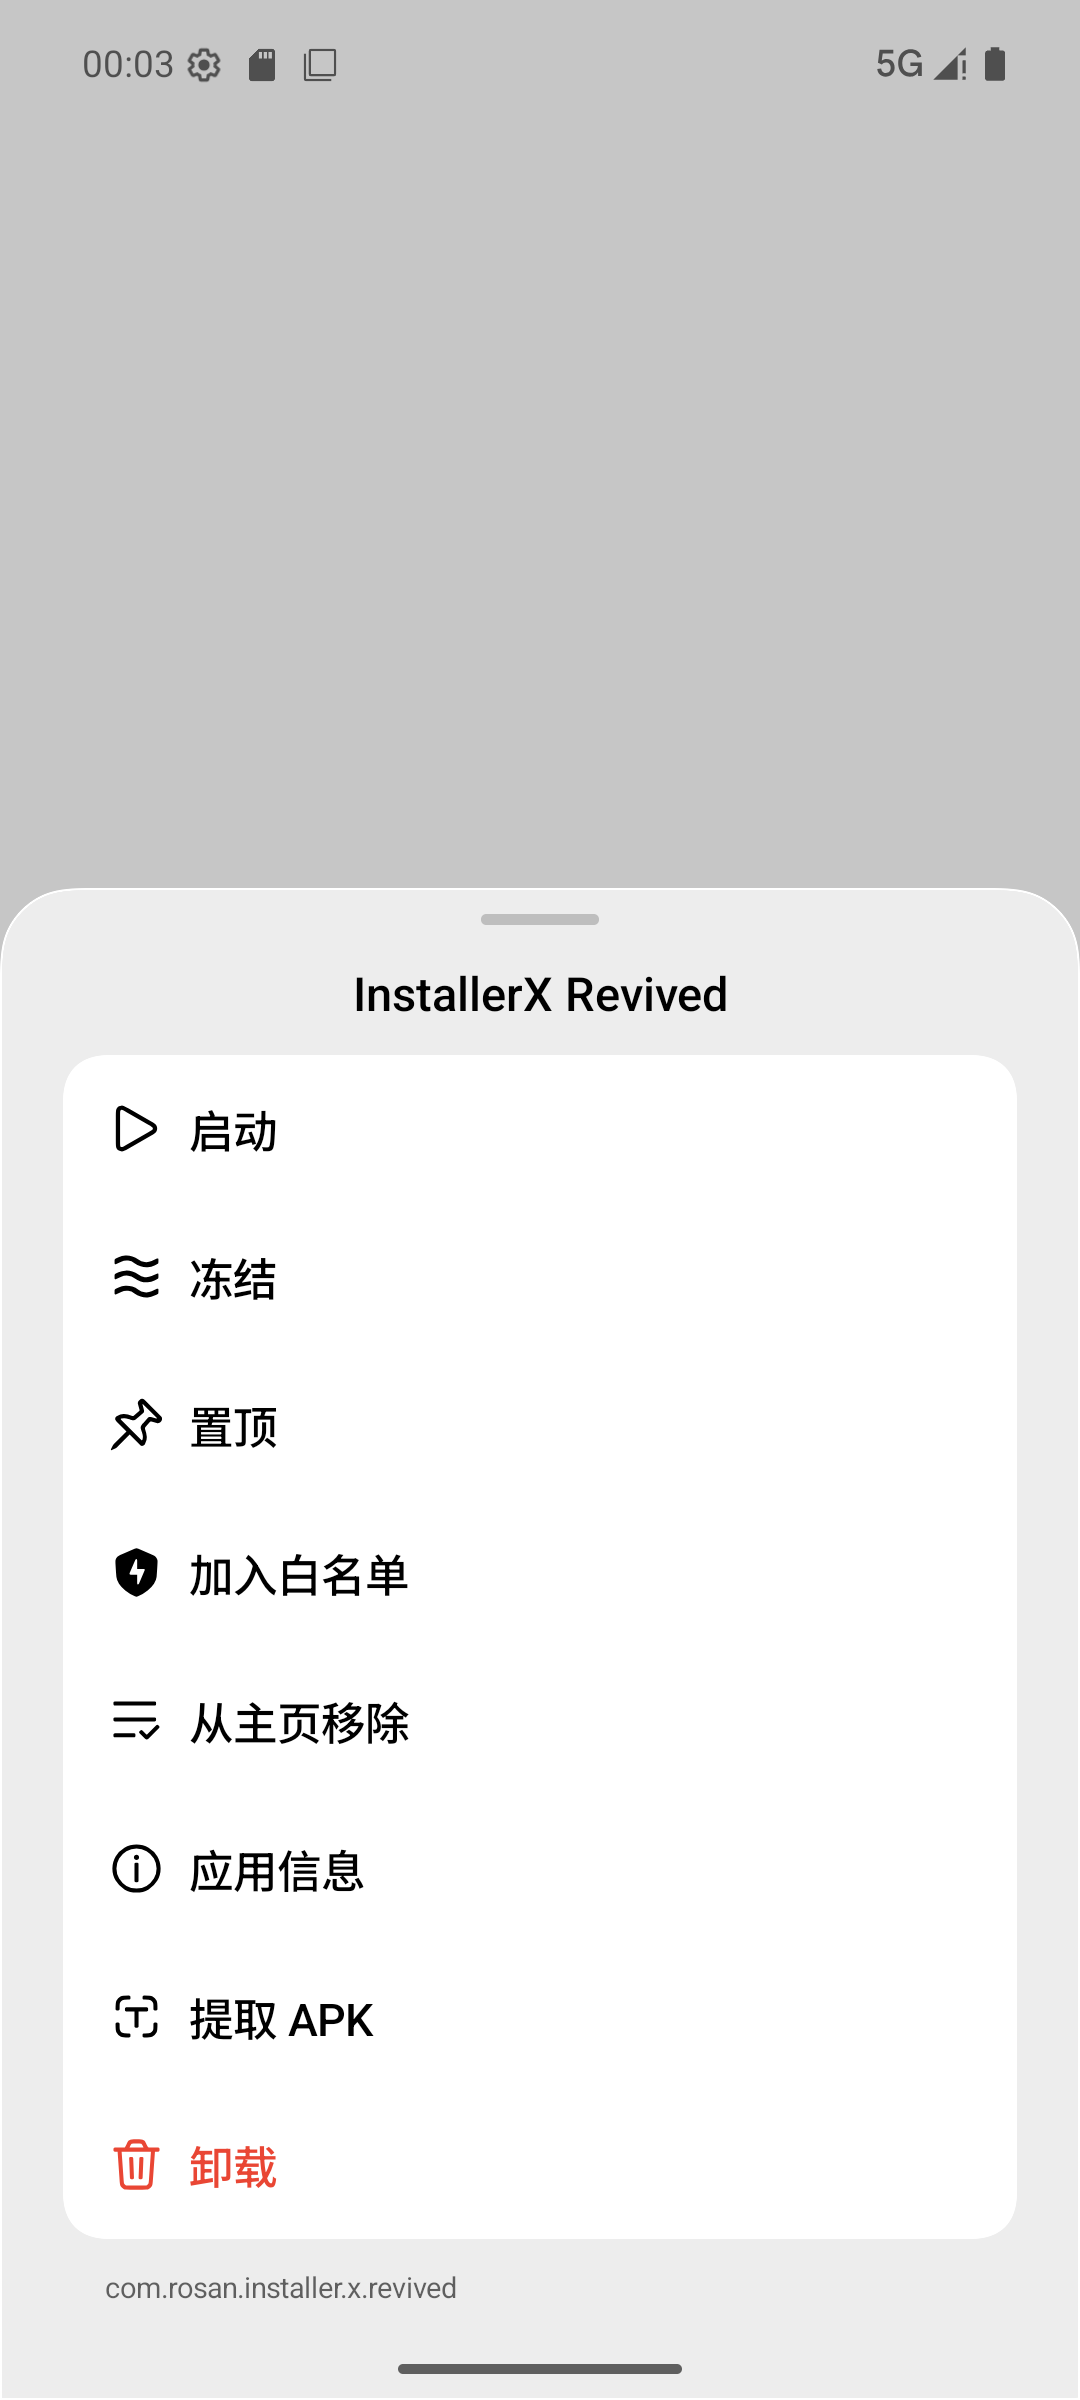 00:03
5G
InstallerX Revived
启动
冻结
置顶
加入白名单
从主页移除
应用信息
提取 APK
卸载
com.rosan.installer.x.revived